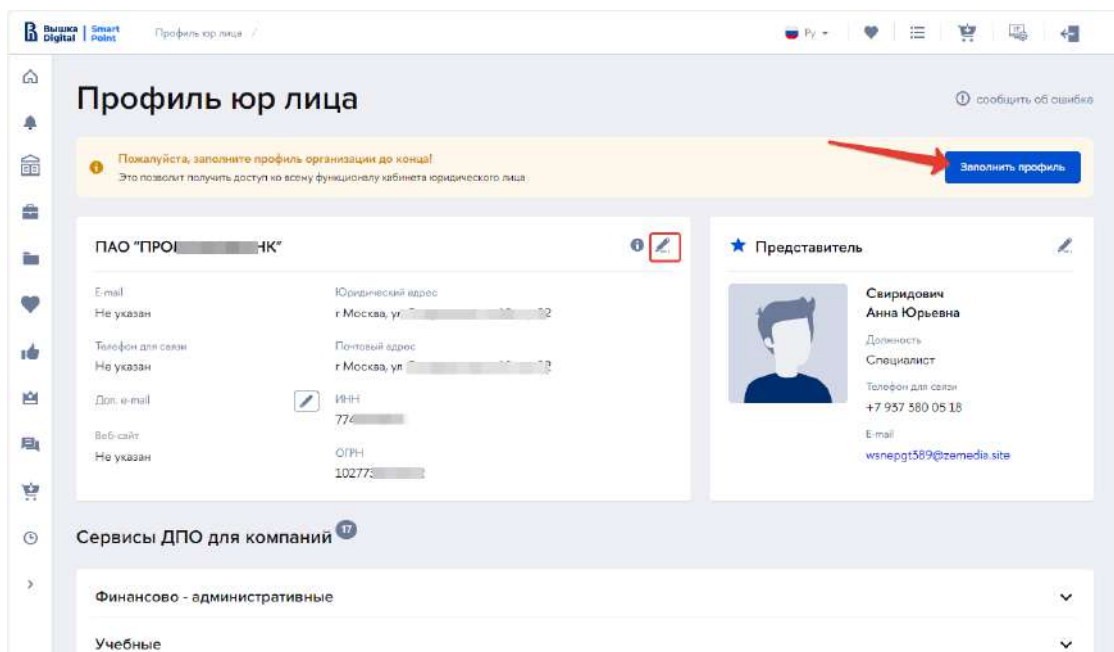 Вышка Digital | Smart Point
Профиль юр лица /
Ру
Профиль юр лица
сообщить об ошибке
Пожалуйста, заполните профиль организации до конца!
Это позволит получить доступ ко всему функционалу кабинета юридического лица
Заполнить профиль
ПАО "ПРО НК"
E-mail
Не указан
Телефон для связи
Не указан
Доп. e-mail
Веб-сайт
Не указан
Юридический адрес
г Москва, ул 2
Почтовый адрес
г Москва, ул
ИНН
774
ОГРН
10277
Представитель
Свиридович
Анна Юрьевна
Должность
Специалист
Телефон для связи
+7 937 380 05 18
E-mail
wsnepgt589@zemedia.site
Сервисы ДПО для компаний 17
Финансово - административные
Учебные